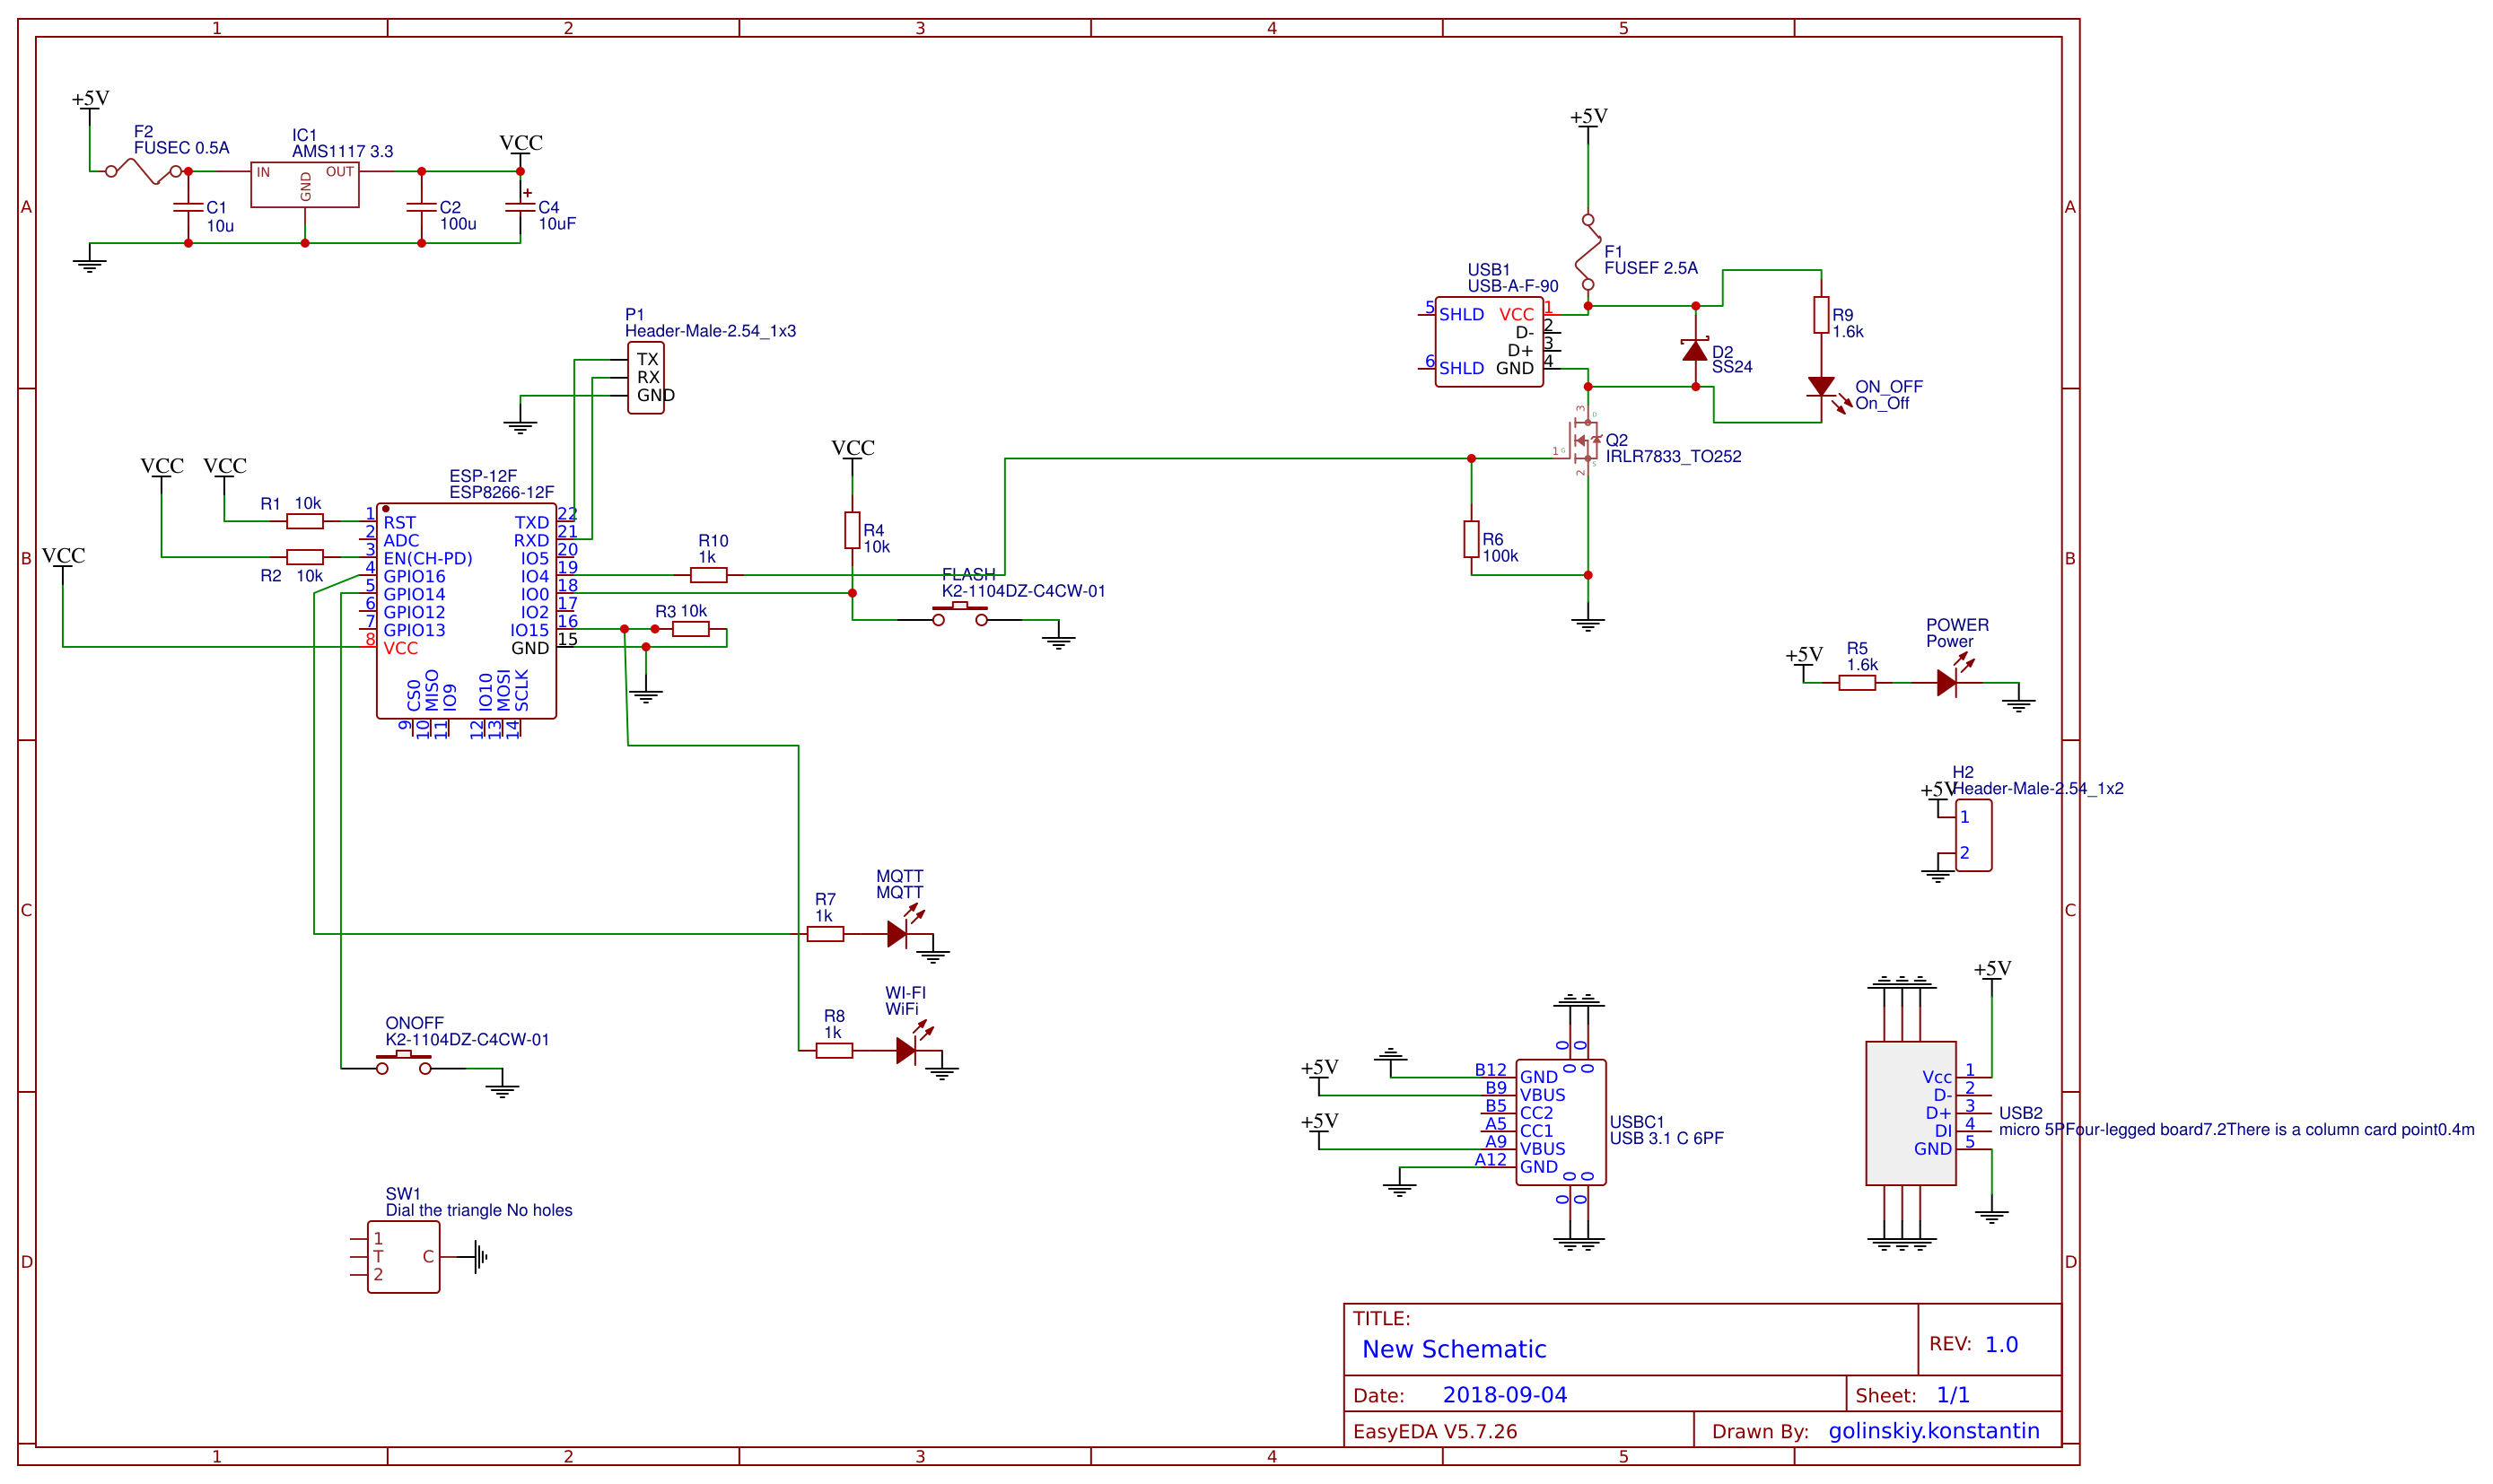 1 2 3 4 5
A
B
C
D
+5V
F2
FUSEC 0.5A
IC1
AMS1117 3.3
IN OUT
GND
VCC
C1
10u
C2
100u
+
C4
10uF
P1
Header-Male-2.54_1x3
TX
RX
GND
VCC VCC
R1 10k
R2 10k
VCC
ESP-12F
ESP8266-12F
1 RST
2 ADC
3 EN(CH-PD)
4 GPIO16
5 GPIO14
6 GPIO12
7 GPIO13
8 VCC
TXD 22
RXD 21
IO5 20
IO4 19
IO0 18
IO2 17
IO15 16
GND 15
CS0 MISO IO9 IO10 MOSI SCLK
9 10 11 12 13 14
R10
1k
R3 10k
VCC
R4
10k
FLASH
K2-1104DZ-C4CW-01
+5V
F1
FUSEF 2.5A
USB1
USB-A-F-90
5 SHLD VCC 1
D- 2
D+ 3
6 SHLD GND 4
D2
SS24
R9
1.6k
ON_OFF
On_Off
3 D
1 G
2 S
Q2
IRLR7833_TO252
R6
100k
+5V
R5
1.6k
POWER
Power
H2
+5V
Header-Male-2.54_1x2
1
2
MQTT
MQTT
R7
1k
WI-FI
WiFi
R8
1k
ONOFF
K2-1104DZ-C4CW-01
SW1
Dial the triangle No holes
1
T C
2
+5V
+5V
0 0
0 0
B12 GND
B9 VBUS
B5 CC2
A5 CC1
A9 VBUS
A12 GND
0 0
0 0
USBC1
USB 3.1 C 6PF
+5V
Vcc 1
D- 2
D+ 3
DI 4
GND 5
USB2
micro 5PFour-legged board7.2There is a column card point0.4m
TITLE:
New Schematic
REV: 1.0
Date: 2018-09-04
Sheet: 1/1
EasyEDA V5.7.26
Drawn By: golinskiy.konstantin
A
B
C
D
1 2 3 4 5